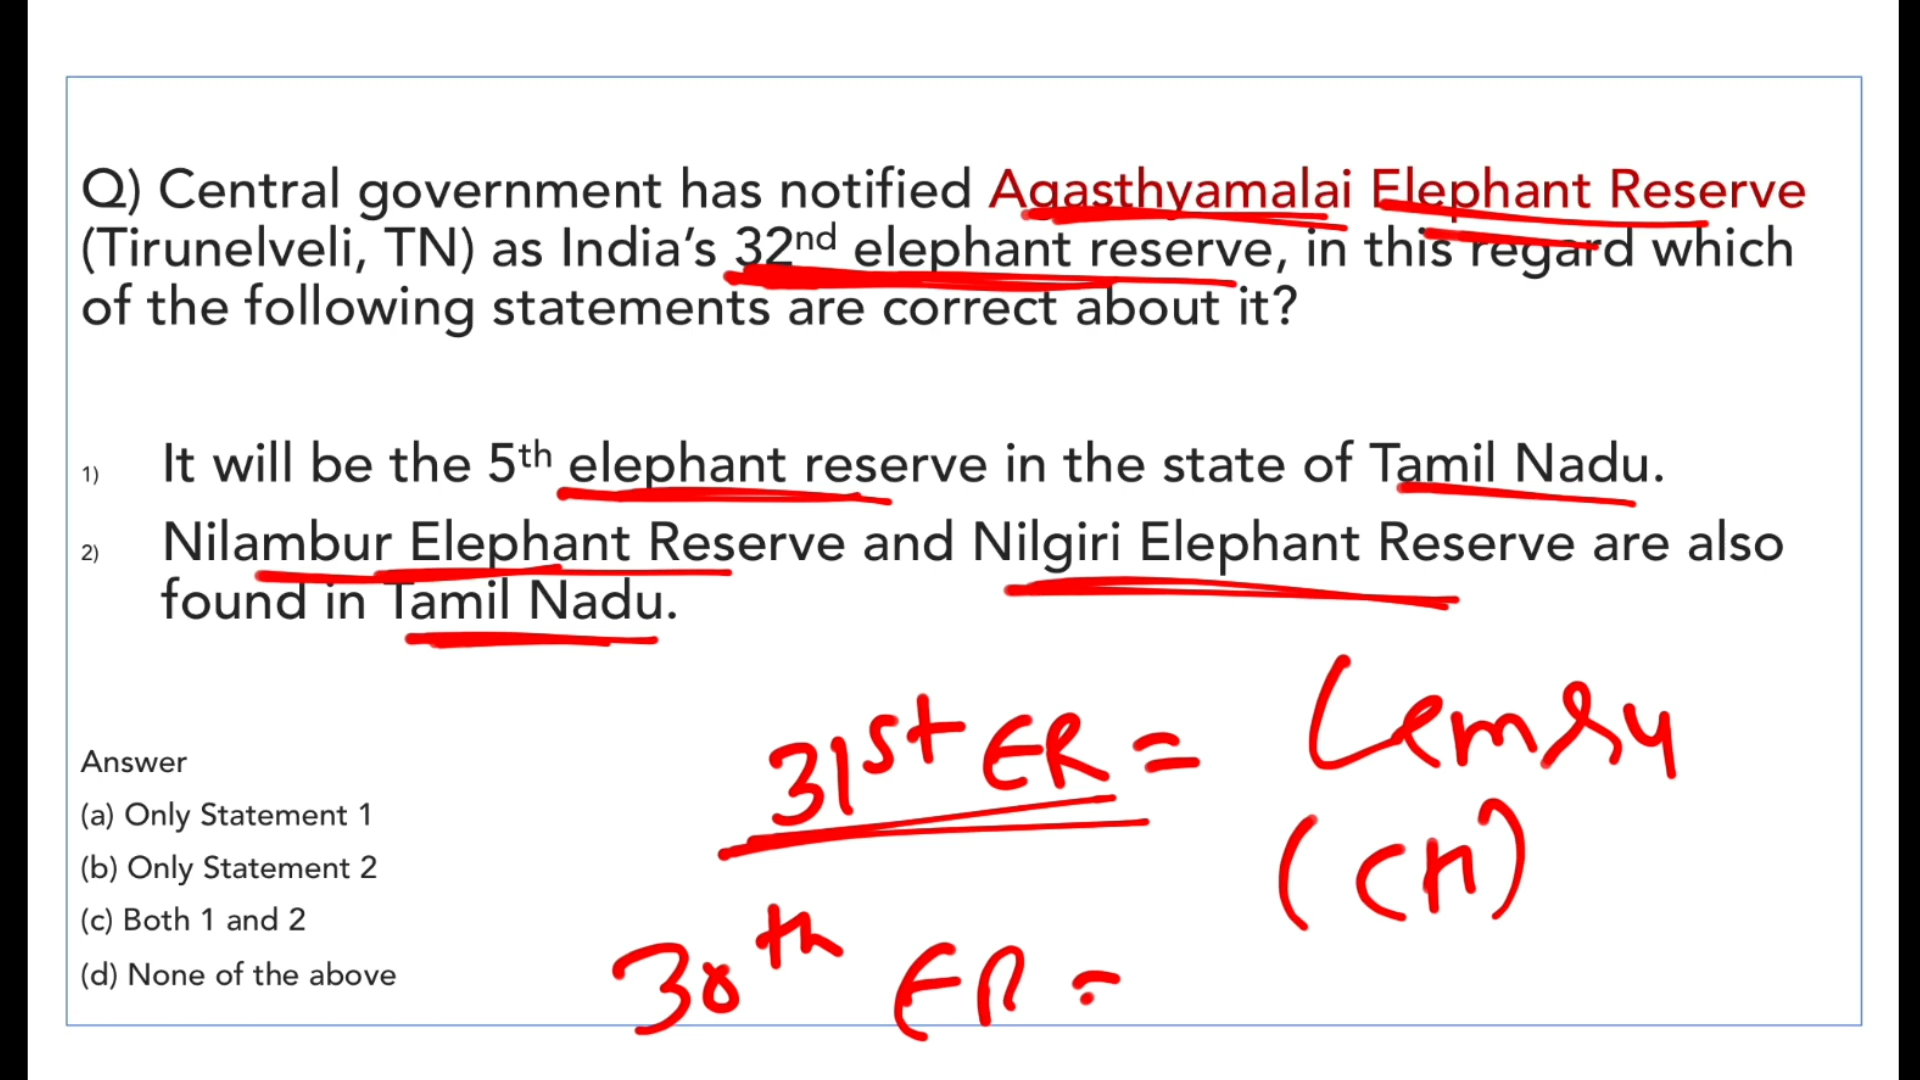 Q) Central government has notified Agasthyamalai Elephant Reserve
(Tirunelveli, TN) as India’s 32nd elephant reserve, in this regard which
of the following statements are correct about it?
1) It will be the 5th elephant reserve in the state of Tamil Nadu.
2) Nilambur Elephant Reserve and Nilgiri Elephant Reserve are also
found in Tamil Nadu.
31st ER = Lemru
(CH)
30th ER =
Answer
(a) Only Statement 1
(b) Only Statement 2
(c) Both 1 and 2
(d) None of the above